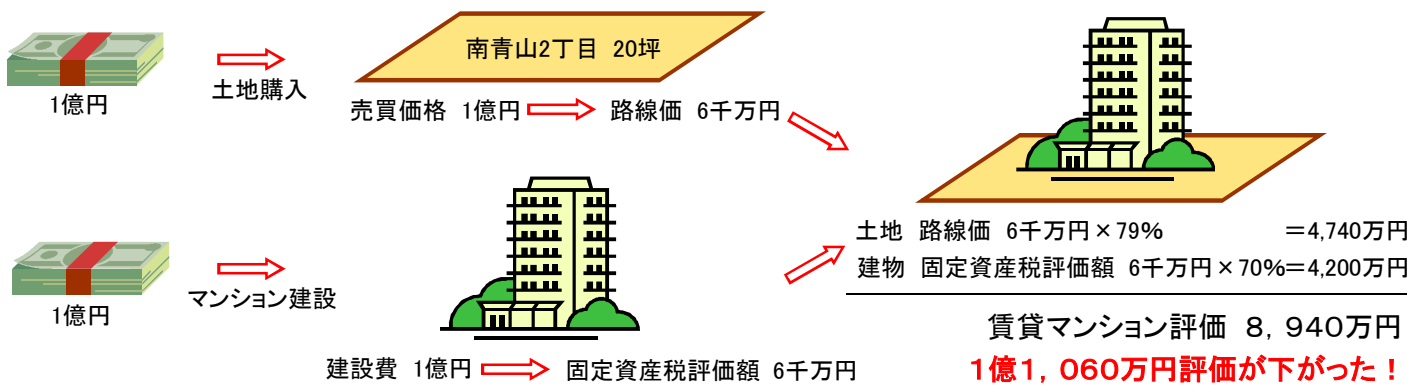 1億円
土地購入
南青山2丁目 20坪
売買価格 1億円 路線価 6千万円
1億円
マンション建設
建設費 1億円 固定資産税評価額 6千万円
土地 路線価 6千万円×79% =4,740万円
建物 固定資産税評価額 6千万円×70%=4,200万円
賃貸マンション評価 8,940万円
1億1,060万円評価が下がった!